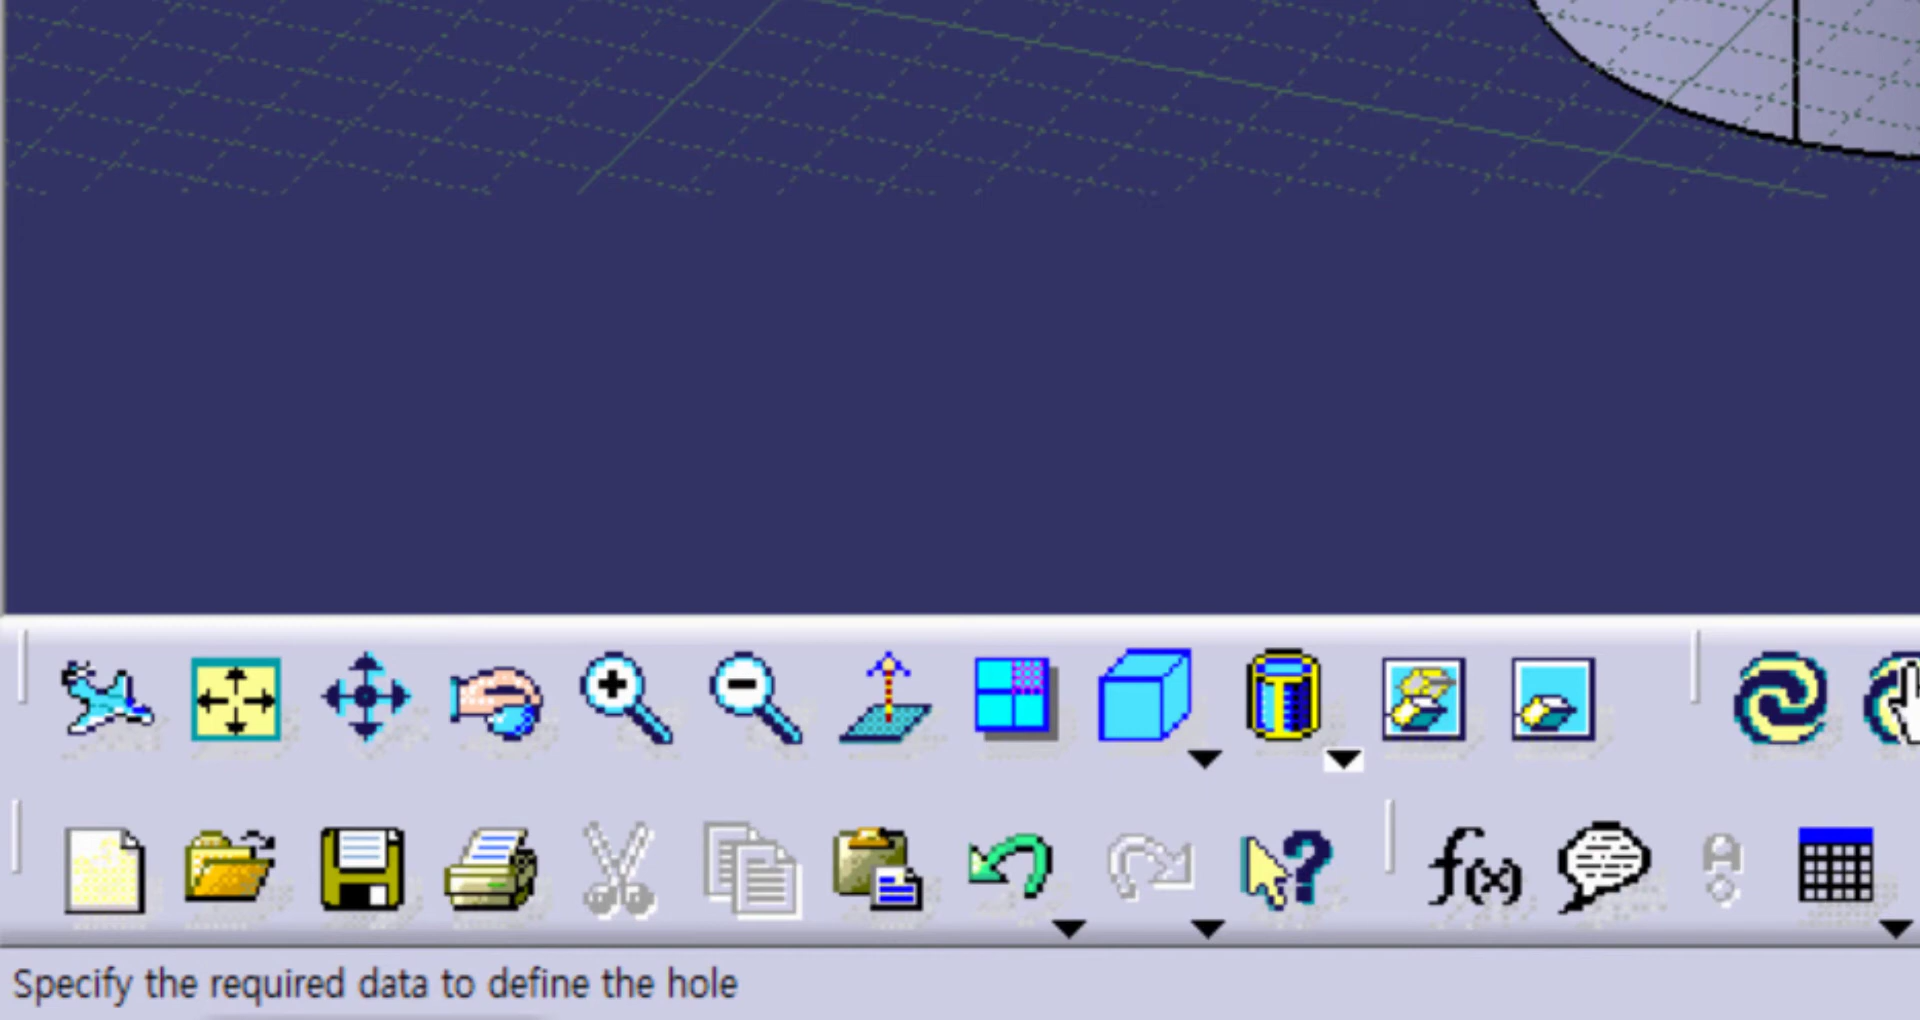 f(x)
Specify the required data to define the hole